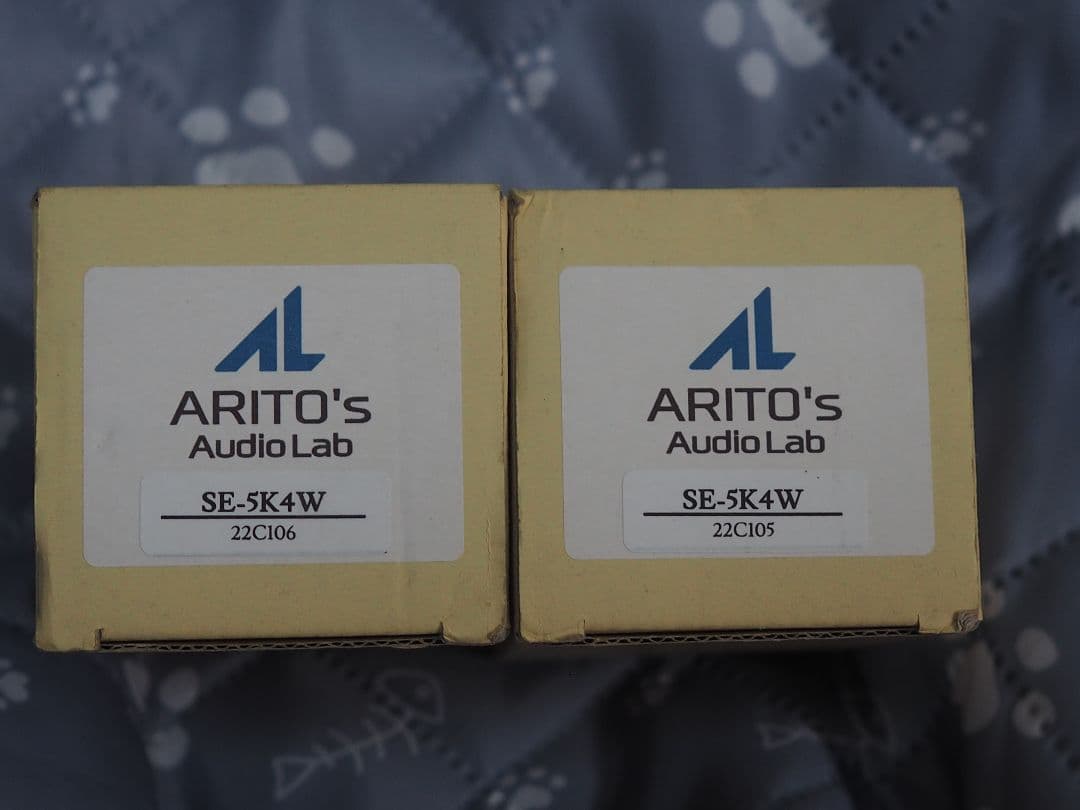 AL
ARITO's
Audio Lab
SE-5K4W
22C106
AL
ARITO's
Audio Lab
SE-5K4W
22C105